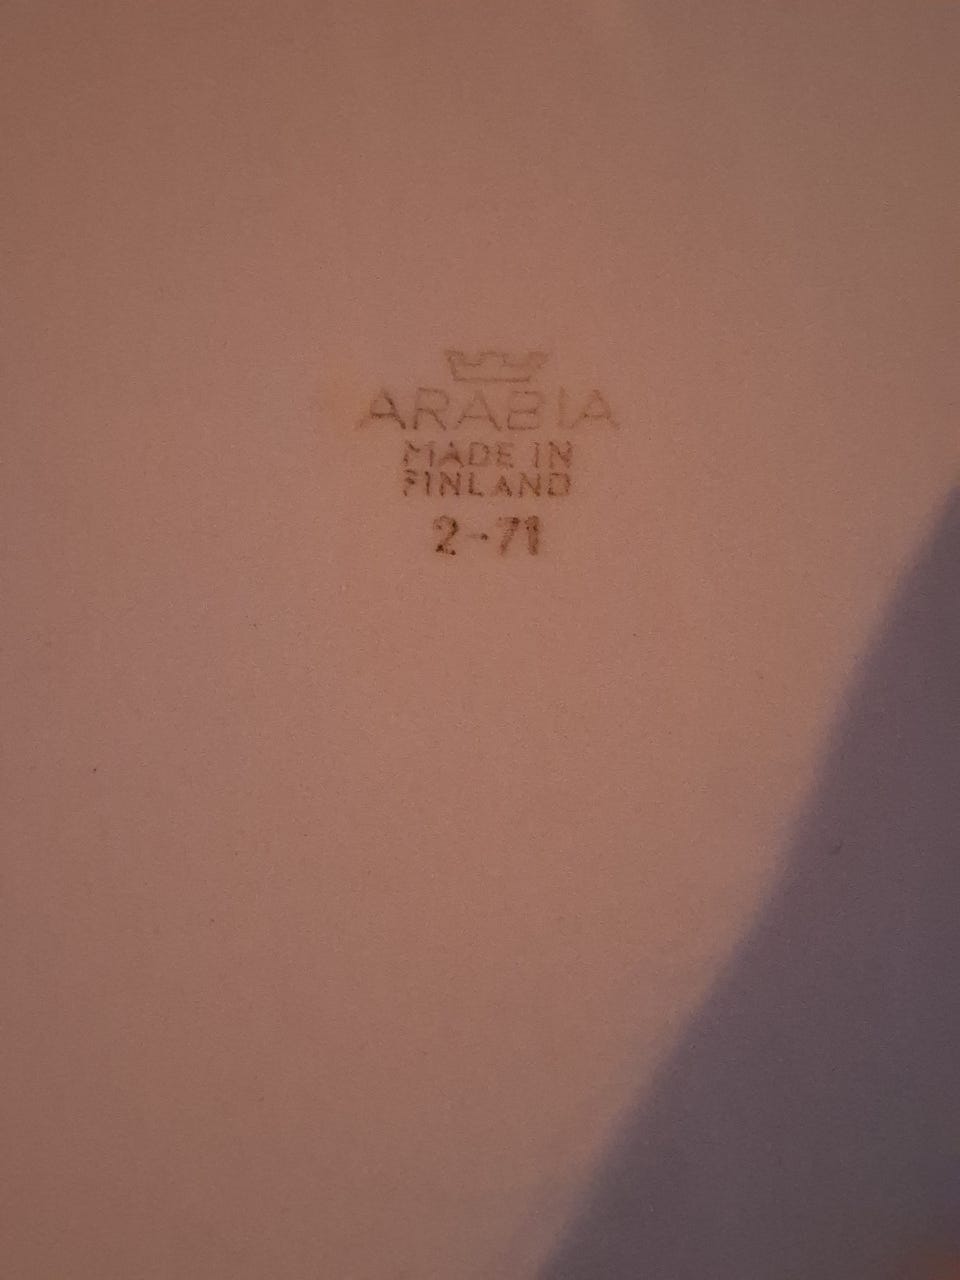 ARABIA
MADE IN
FINLAND
2-71